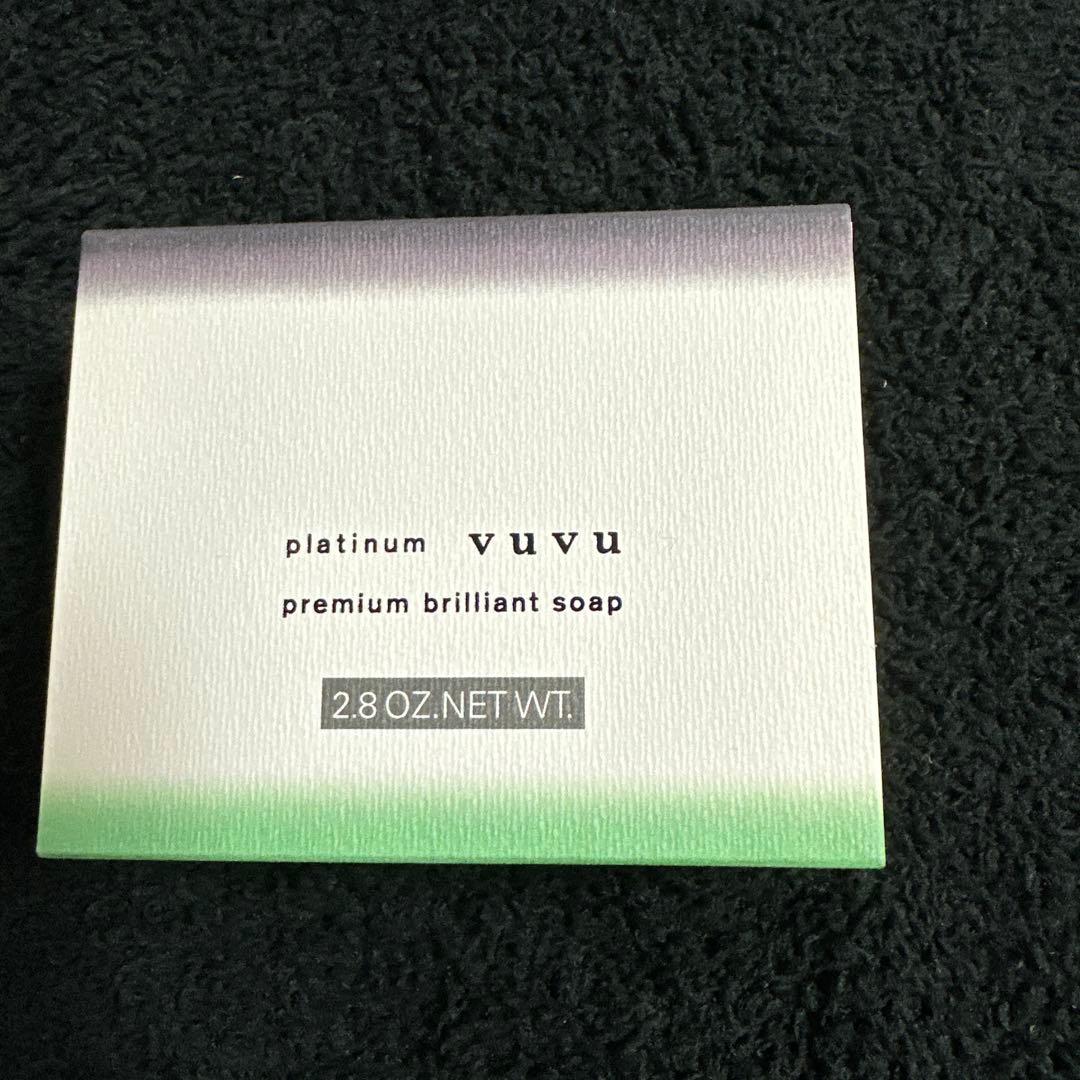 platinum vuvu
premium brilliant soap
2.8 OZ.NET WT.